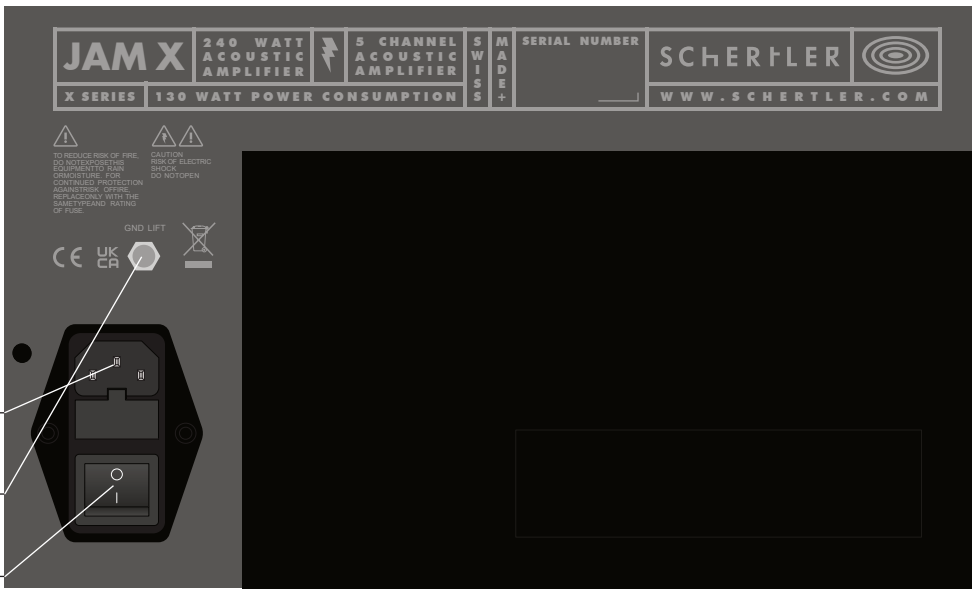 JAM X
240 WATT
ACOUSTIC
AMPLIFIER
5 CHANNEL
ACOUSTIC
AMPLIFIER
SWISS
MADE+
SERIAL NUMBER
SCHERTLER
X SERIES
130 WATT POWER CONSUMPTION
WWW.SCHERTLER.COM
TO REDUCE RISK OF FIRE,
DO NOTEXPOSETHIS
EQUIPMENTTO RAIN
ORMOISTURE. FOR
CONTINUED PROTECTION
AGAINSTRISK OFFIRE,
REPLACEONLY WITH THE
SAMETYPEAND RATING
OF FUSE.
CAUTION
RISK OF ELECTRIC
SHOCK
DO NOTOPEN
GND LIFT
CE
UK
CA
O
I